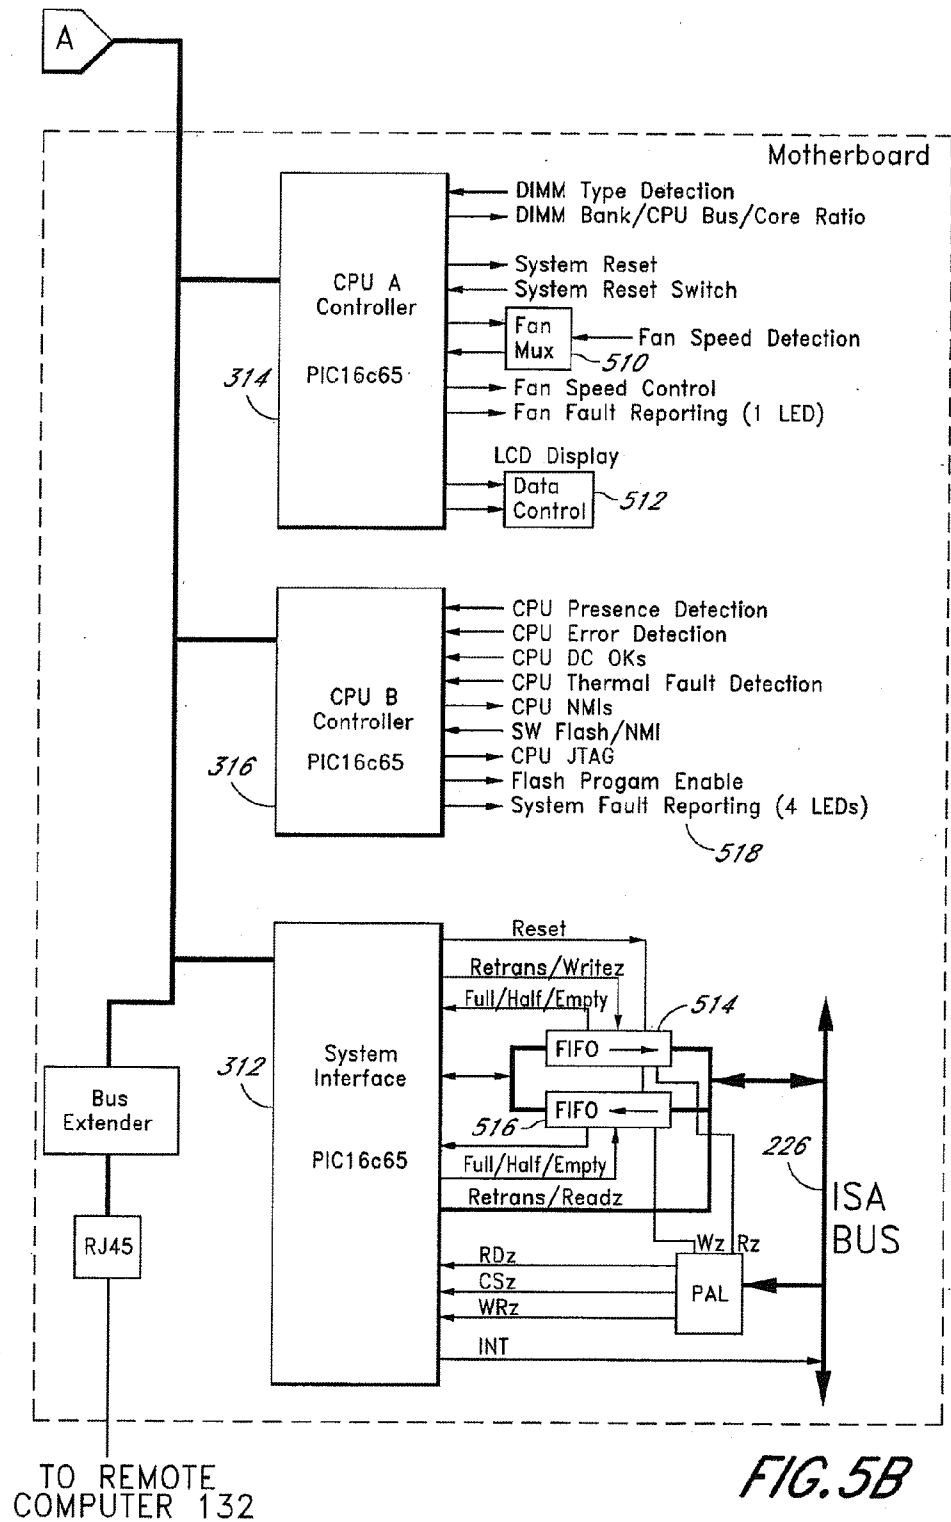 A
Motherboard
DIMM Type Detection
DIMM Bank/CPU Bus/Core Ratio
System Reset
System Reset Switch
CPU A
Controller
PIC16c65
314
Fan
Mux
510
Fan Speed Detection
Fan Speed Control
Fan Fault Reporting (1 LED)
LCD Display
Data
Control
512
CPU B
Controller
PIC16c65
316
CPU Presence Detection
CPU Error Detection
CPU DC OKs
CPU Thermal Fault Detection
CPU NMIs
SW Flash/NMI
CPU JTAG
Flash Progam Enable
System Fault Reporting (4 LEDs)
518
Reset
Retrans/Writez
Full/Half/Empty
514
FIFO
System
Interface
PIC16c65
312
FIFO
516
Full/Half/Empty
Retrans/Readz
226
ISA
BUS
Bus
Extender
RJ45
Wz Rz
RDz
CSz
WRz
PAL
INT
TO REMOTE
COMPUTER 132
FIG. 5B